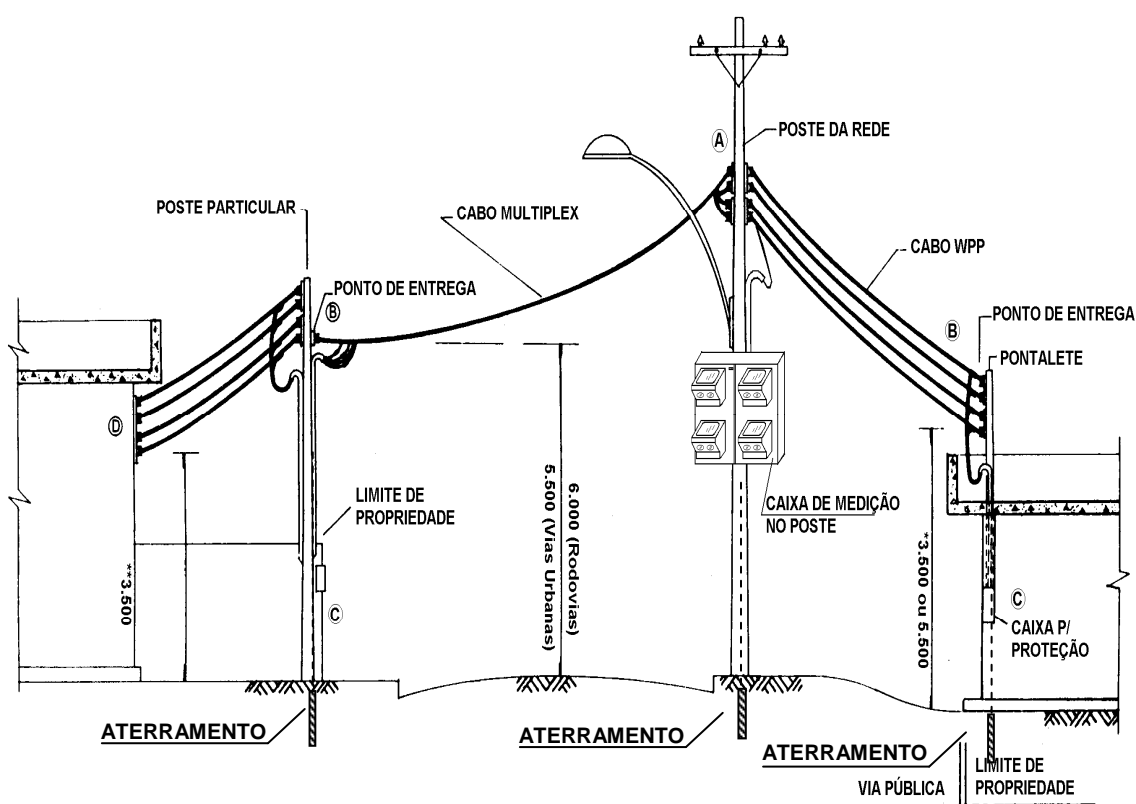 Ⓐ
POSTE DA REDE
POSTE PARTICULAR
CABO MULTIPLEX
CABO WPP
PONTO DE ENTREGA
Ⓑ
Ⓑ
PONTO DE ENTREGA
PONTALETE
Ⓓ
LIMITE DE
PROPRIEDADE
6.000 (Rodovias)
5.500 (Vias Urbanas)
CAIXA DE MEDIÇÃO
NO POSTE
**3.500
*3.500 ou 5.500
Ⓒ
Ⓒ
CAIXA P/
PROTEÇÃO
ATERRAMENTO
ATERRAMENTO
ATERRAMENTO
VIA PÚBLICA
LIMITE DE
PROPRIEDADE